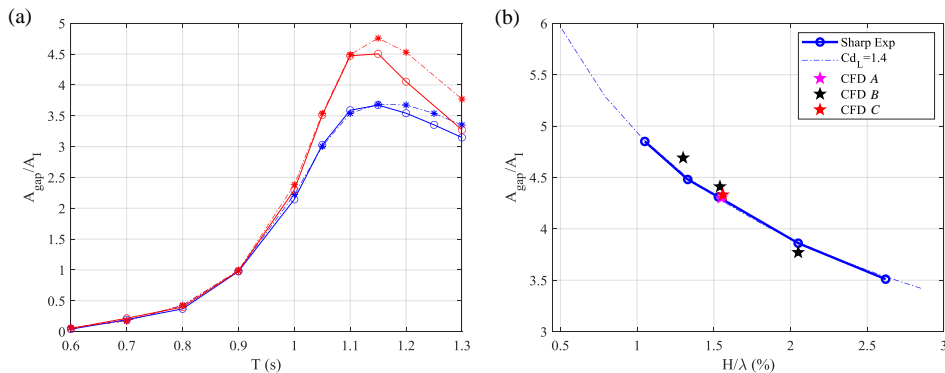 (a)
5
4.5
4
3.5
3
2.5
2
1.5
1
0.5
0
0.6 0.7 0.8 0.9 1 1.1 1.2 1.3
T (s)
A_gap/A_I
(b)
6
5.5
5
4.5
4
3.5
3
0.5 1 1.5 2 2.5 3
H/λ (%)
A_gap/A_I
Sharp Exp
Cd_L=1.4
CFD A
CFD B
CFD C